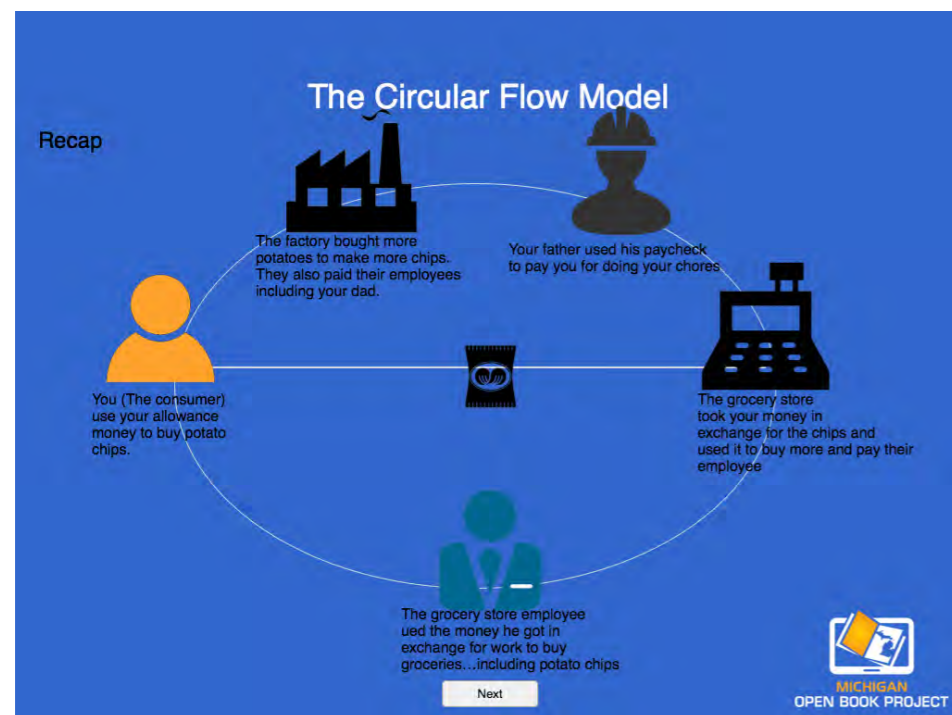 The Circular Flow Model
Recap
The factory bought more
potatoes to make more chips.
They also paid their employees
including your dad.
Your father used his paycheck
to pay you for doing your chores
You (The consumer)
use your allowance
money to buy potato
chips.
The grocery store
took your money in
exchange for the chips and
used it to buy more and pay their
employee
The grocery store employee
ued the money he got in
exchange for work to buy
groceries...including potato chips
Next
MICHIGAN
OPEN BOOK PROJECT